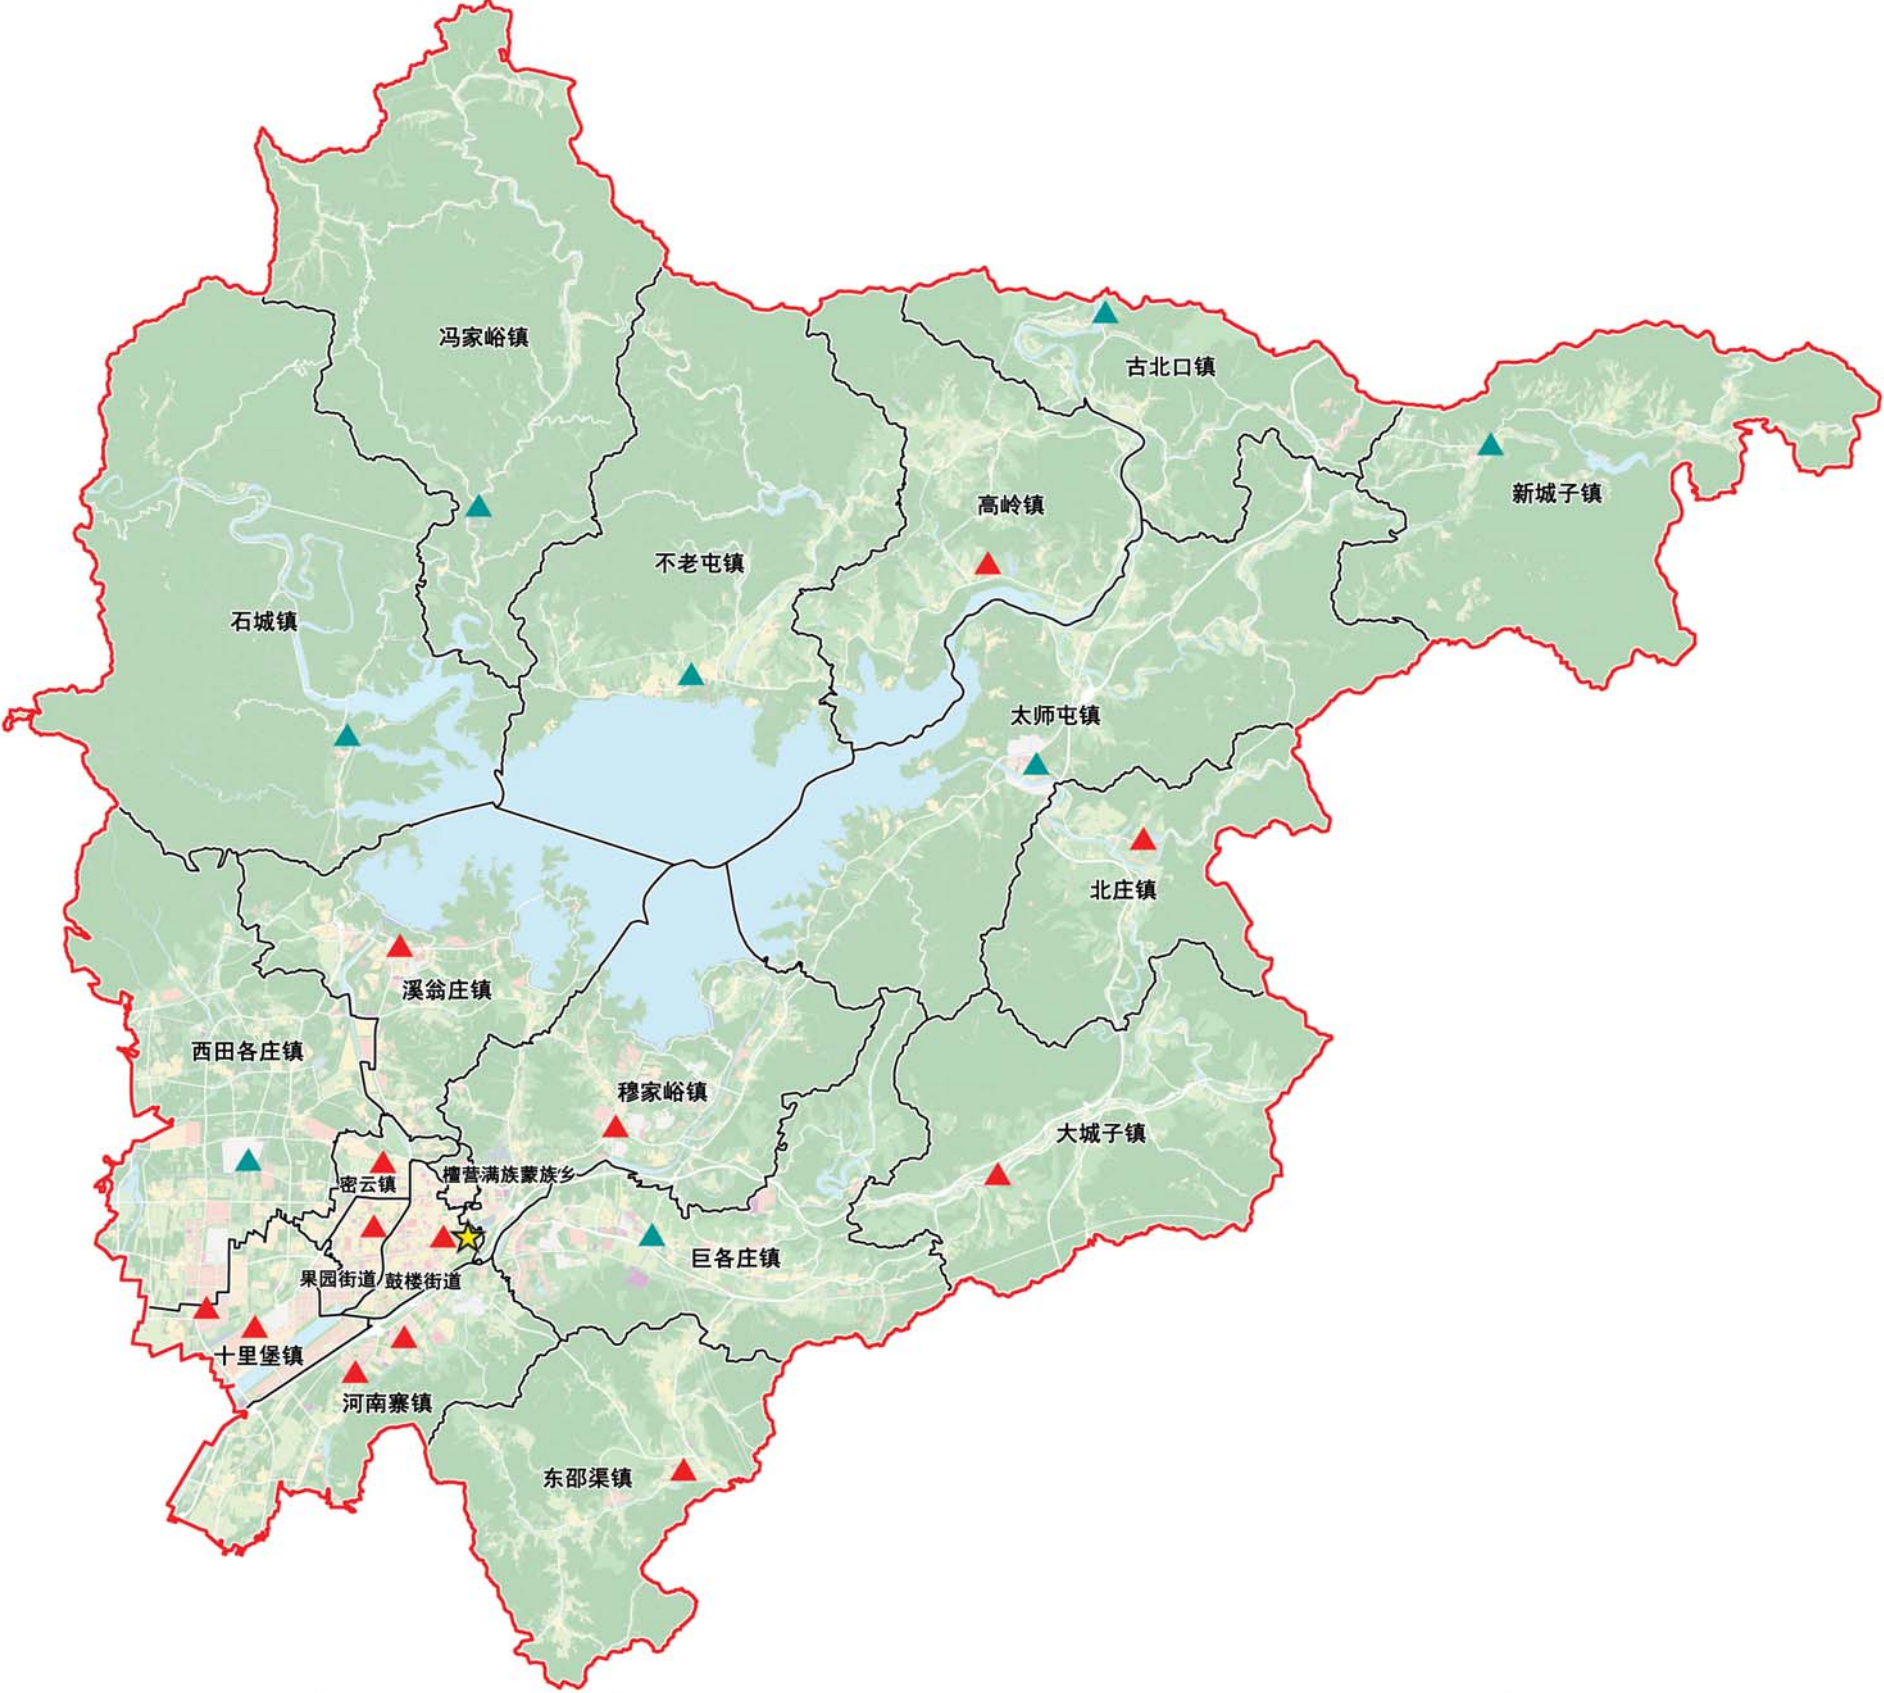 冯家峪镇
古北口镇
新城子镇
高岭镇
不老屯镇
石城镇
太师屯镇
北庄镇
溪翁庄镇
西田各庄镇
穆家峪镇
大城子镇
檀营满族蒙族乡
密云镇
巨各庄镇
果园街道
鼓楼街道
十里堡镇
河南寨镇
东邵渠镇